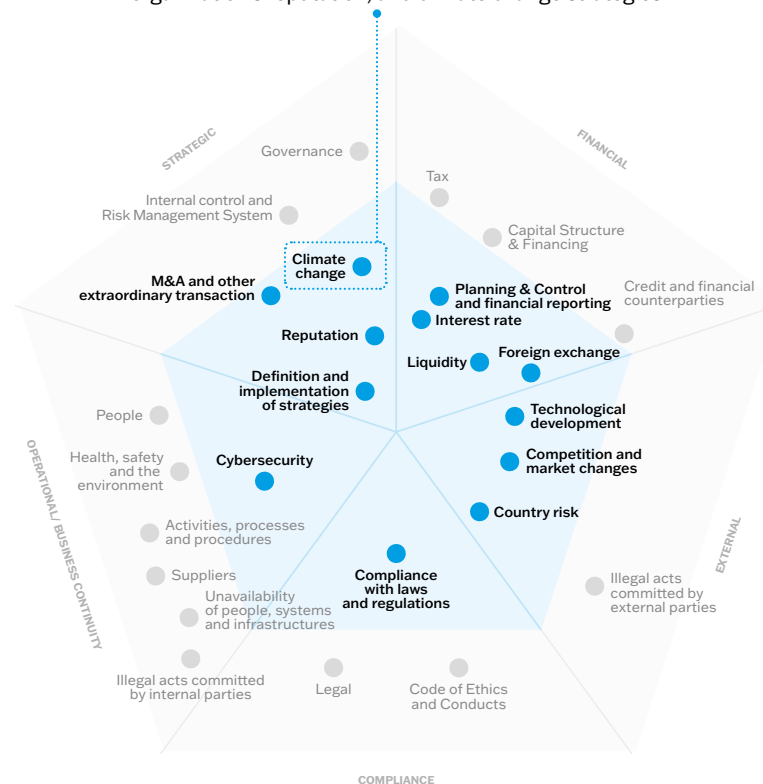 STRATEGIC
FINANCIAL
Governance
Tax
Internal control and
Risk Management System
Capital Structure
& Financing
Climate
change
M&A and other
extraordinary transaction
Planning & Control
and financial reporting
Credit and financial
counterparties
Interest rate
Reputation
Liquidity
Foreign exchange
Definition and
implementation
of strategies
Technological
development
People
Cybersecurity
Competition and
market changes
Health, safety
and the
environment
Country risk
OPERATIONAL/ BUSINESS CONTINUITY
EXTERNAL
Activities, processes
and procedures
Suppliers
Compliance
with laws
and regulations
Illegal acts
committed by
external parties
Unavailability
of people, systems
and infrastructures
Illegal acts committed
by internal parties
Legal
Code of Ethics
and Conducts
COMPLIANCE